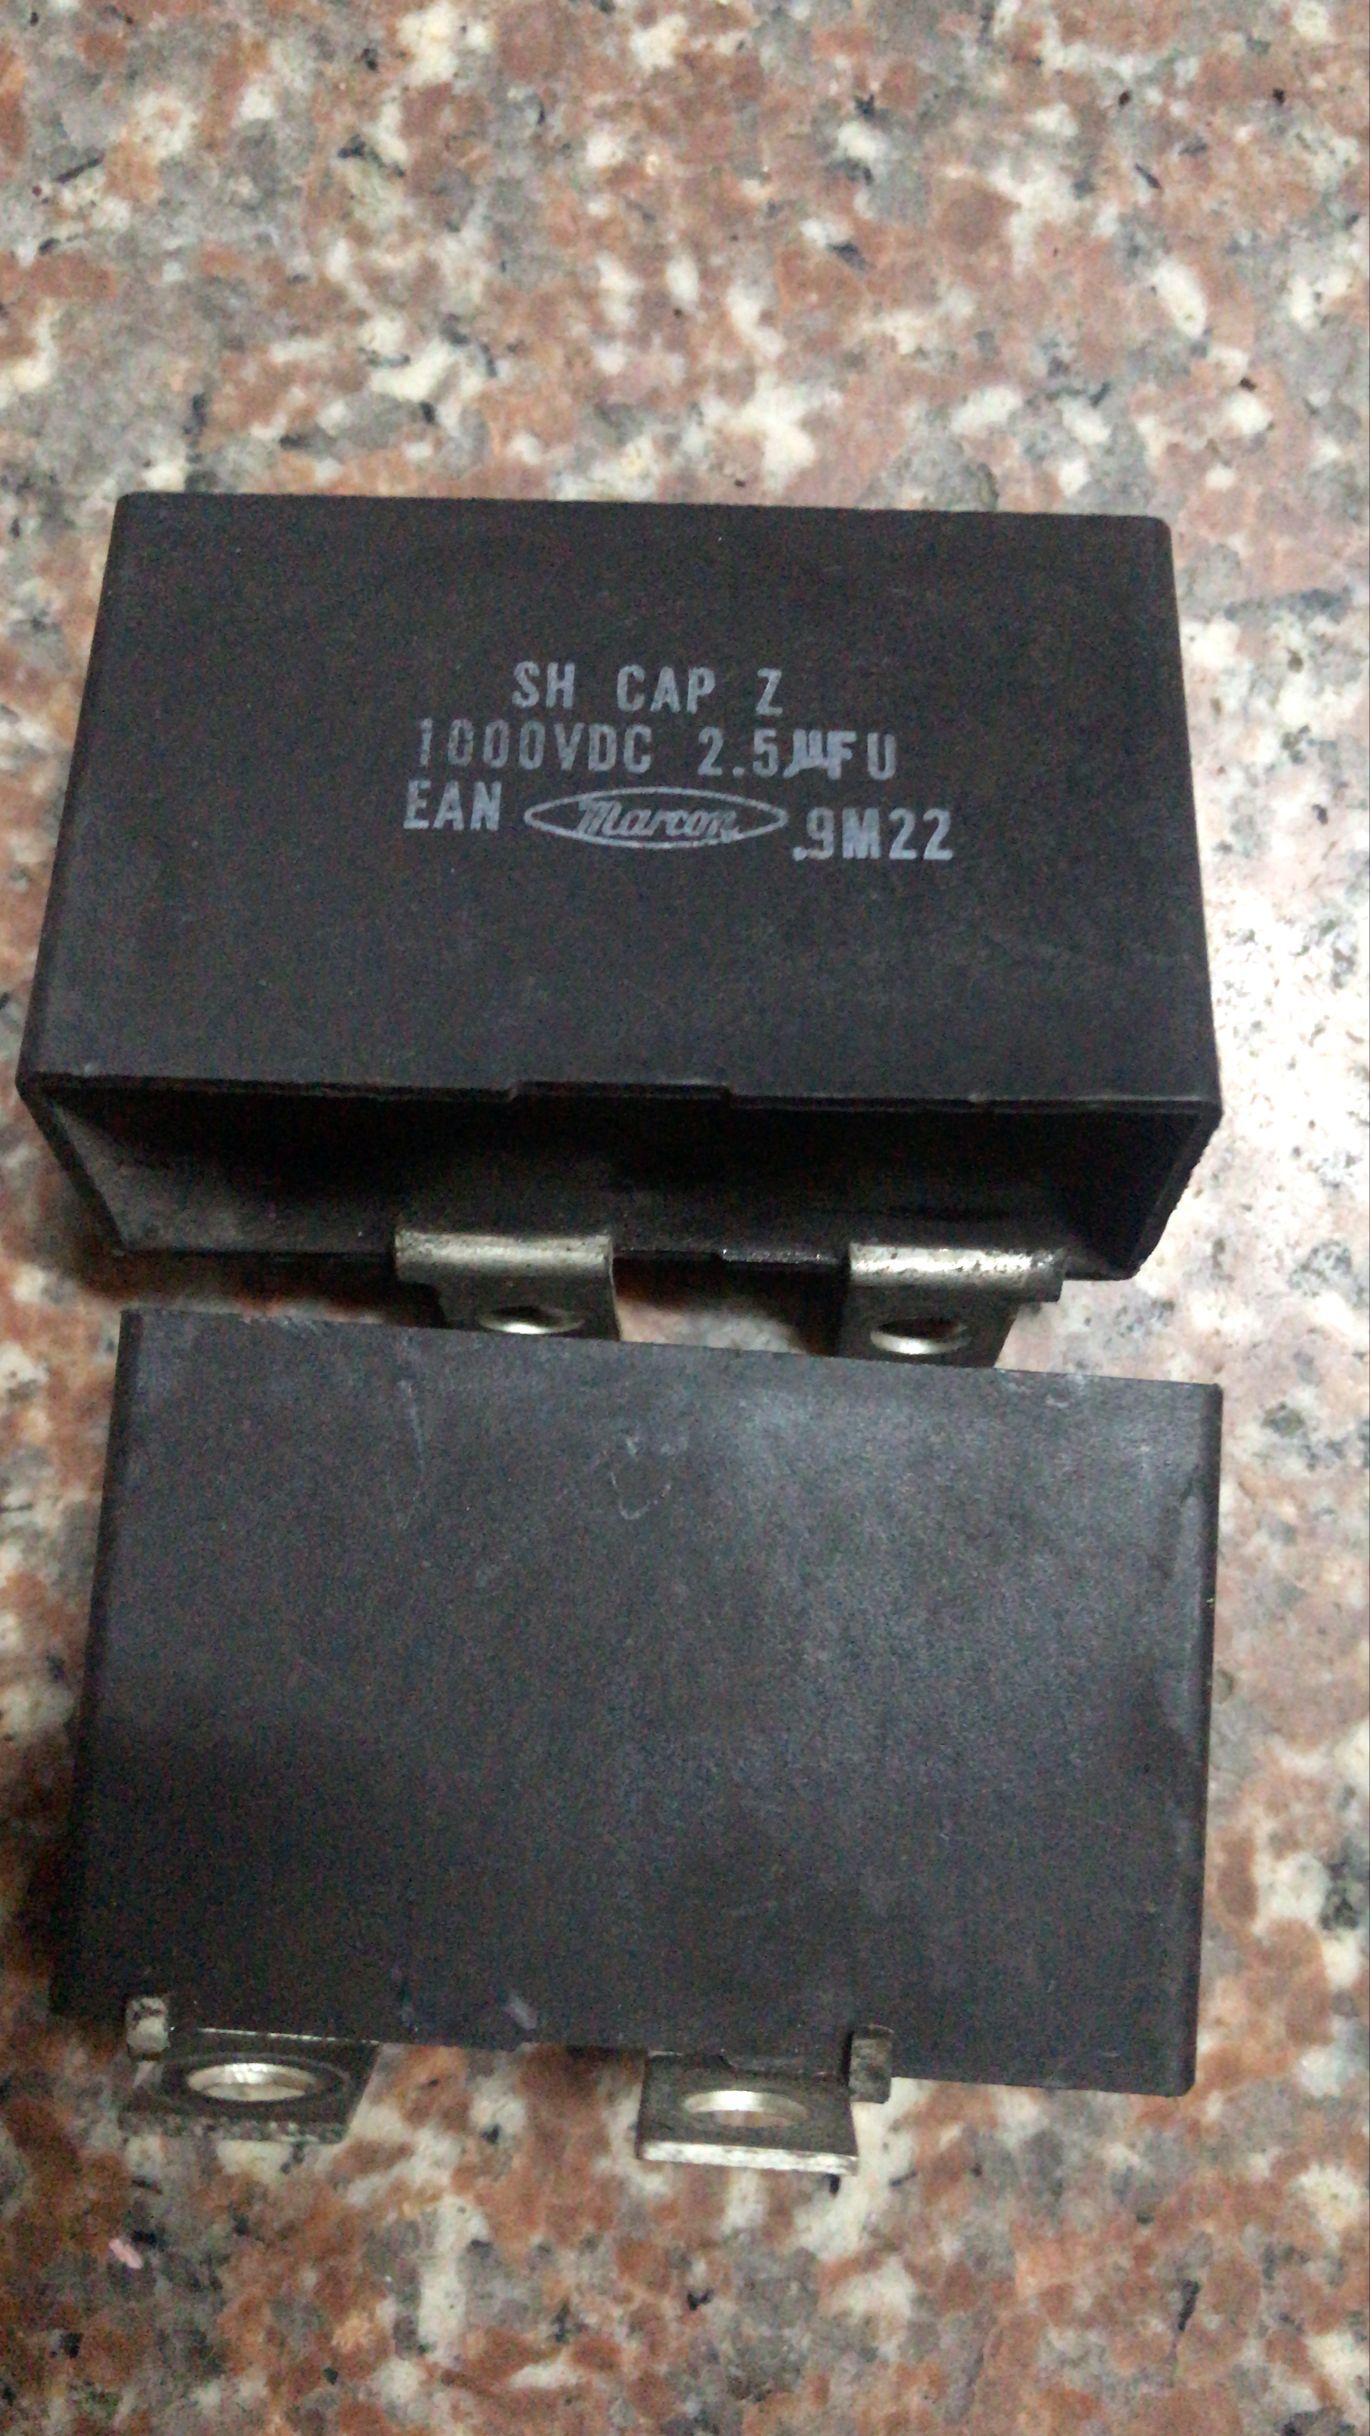 SH CAP Z
1000VDC 2.5µFU
EAN Marcon .9M22